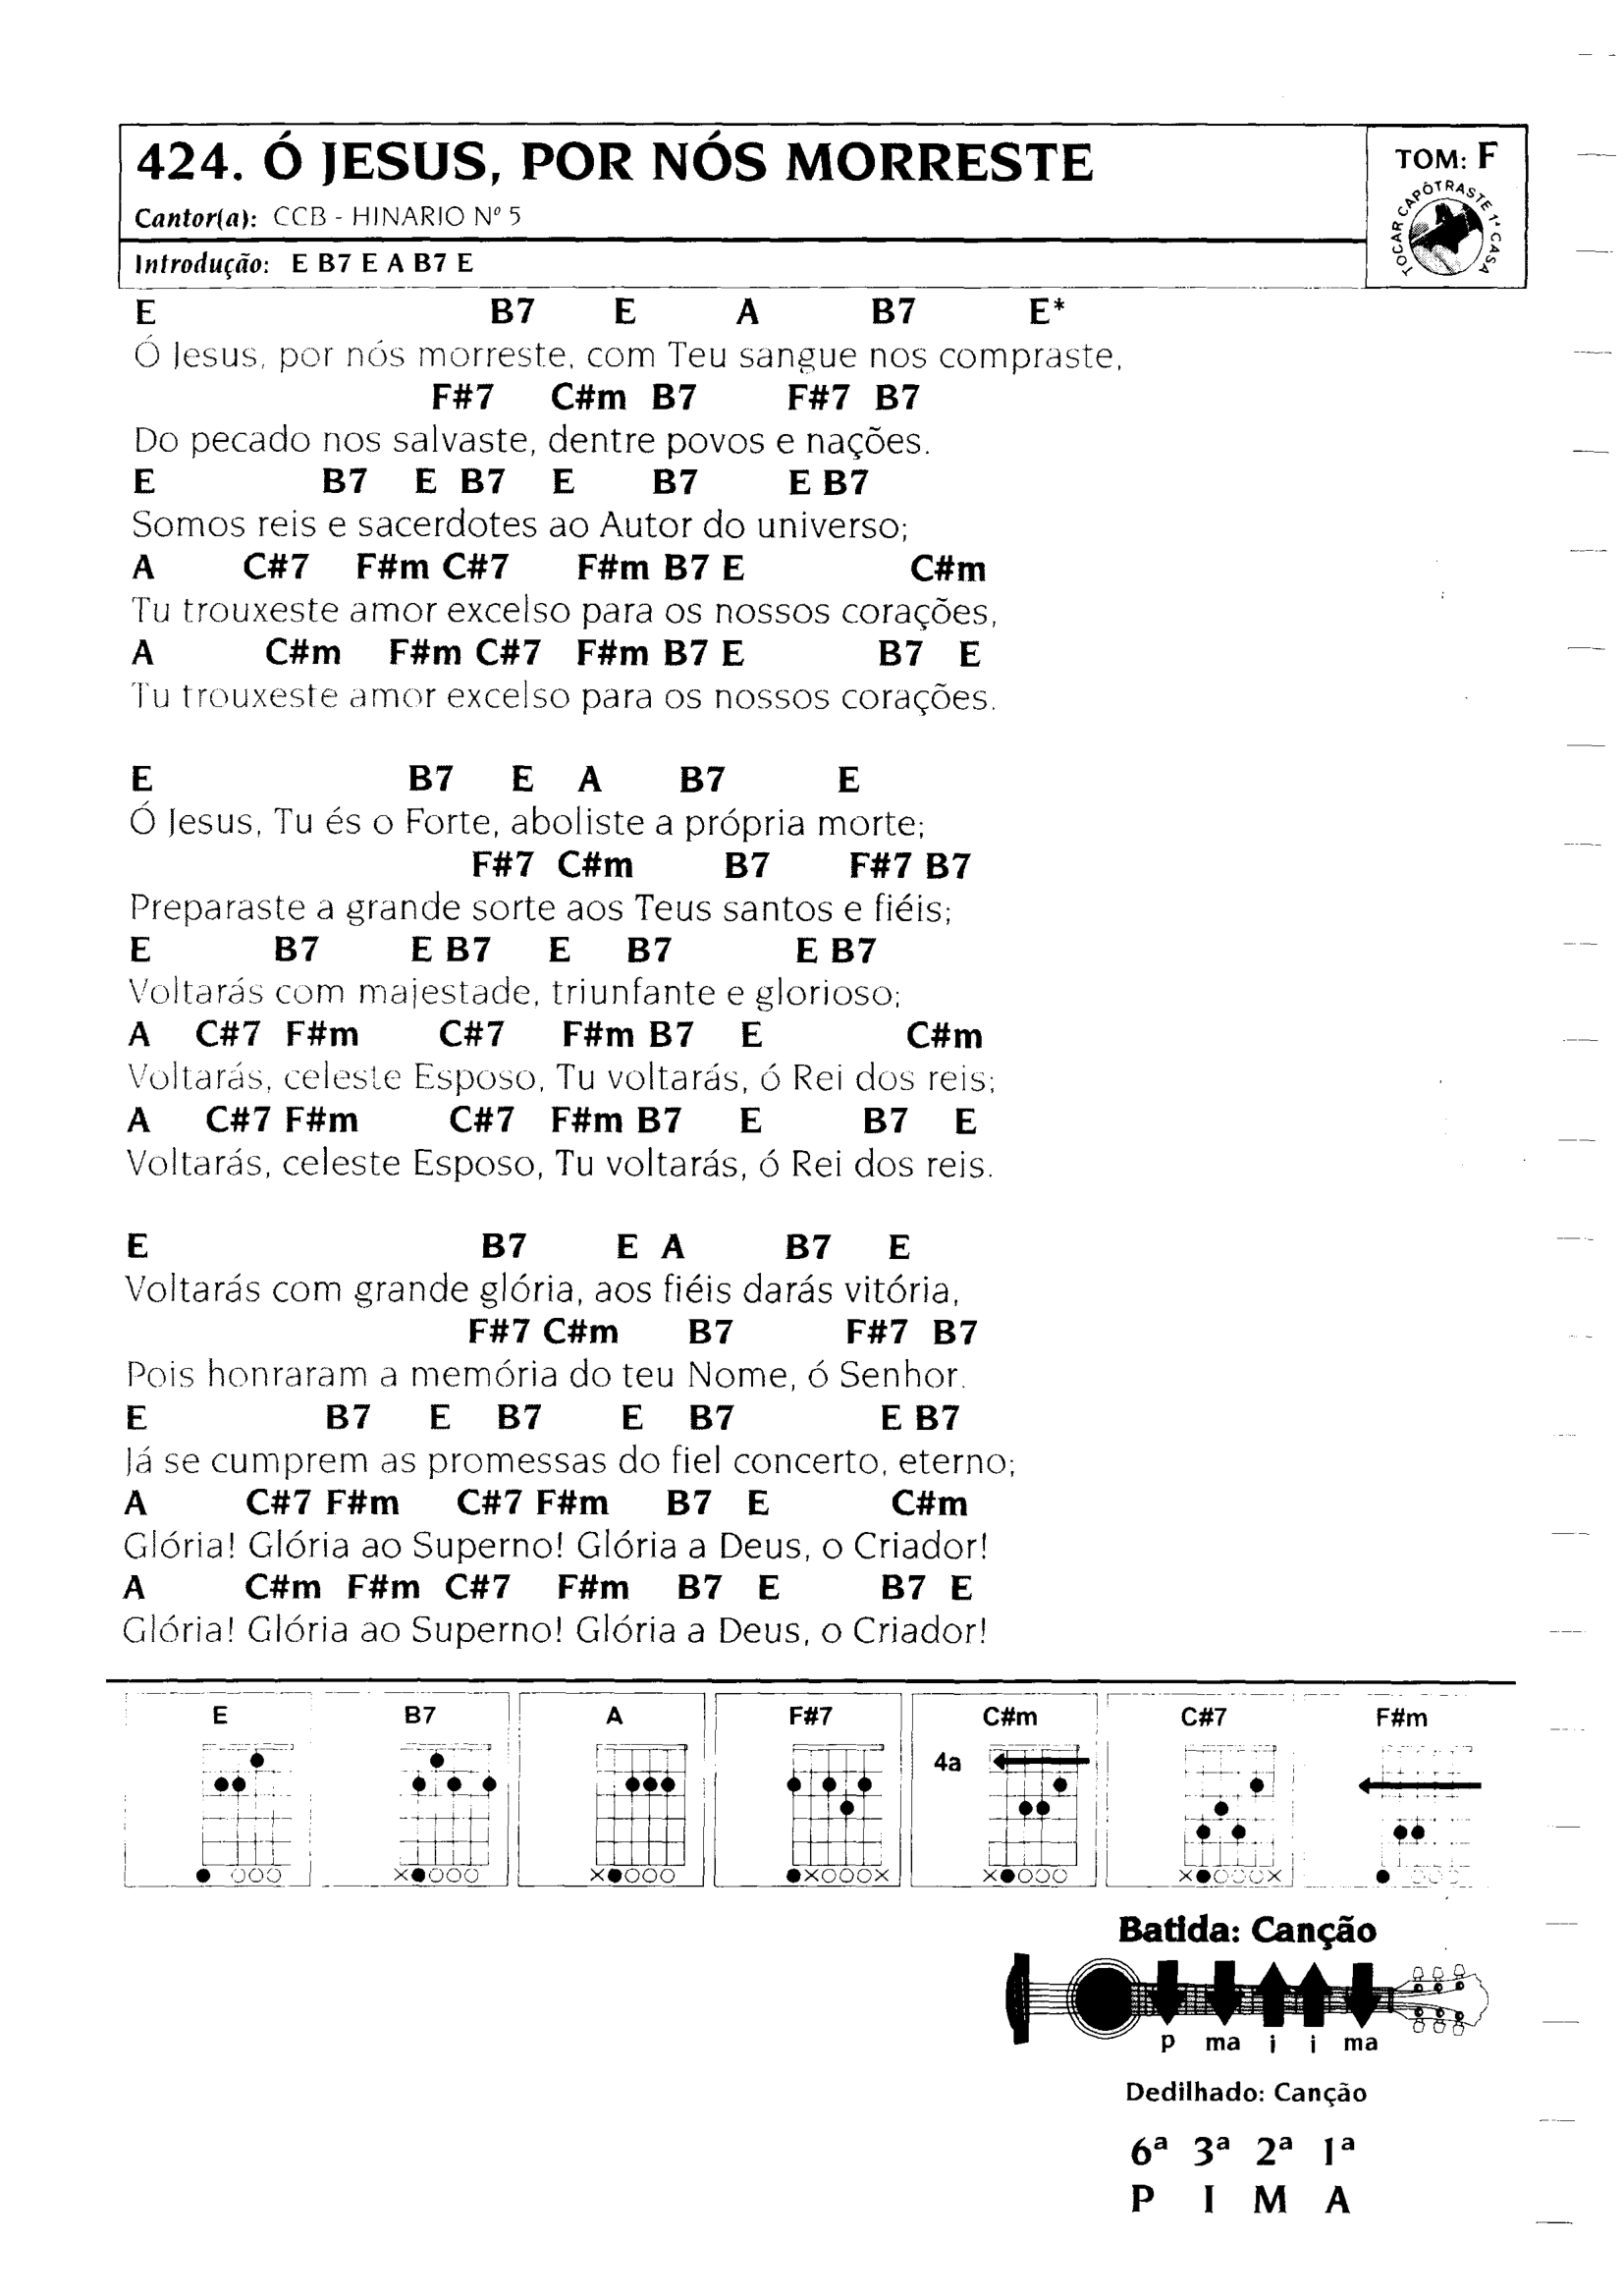 424. Ó JESUS, POR NÓS MORRESTE
Cantor(a): CCB - HINARIO Nº 5
Introdução: E B7 E A B7 E
TOM: F
TOCAR CAPÔTRASTE 1ª CASA
E B7 E A B7 E*
Ó Jesus, por nós morreste, com Teu sangue nos compraste,
F#7 C#m B7 F#7 B7
Do pecado nos salvaste, dentre povos e nações.
E B7 E B7 E B7 E B7
Somos reis e sacerdotes ao Autor do universo;
A C#7 F#m C#7 F#m B7 E C#m
Tu trouxeste amor excelso para os nossos corações,
A C#m F#m C#7 F#m B7 E B7 E
Tu trouxeste amor excelso para os nossos corações.
E B7 E A B7 E
Ó Jesus, Tu és o Forte, aboliste a própria morte;
F#7 C#m B7 F#7 B7
Preparaste a grande sorte aos Teus santos e fiéis;
E B7 E B7 E B7 E B7
Voltarás com majestade, triunfante e glorioso;
A C#7 F#m C#7 F#m B7 E C#m
Voltarás, celeste Esposo, Tu voltarás, ó Rei dos reis;
A C#7 F#m C#7 F#m B7 E B7 E
Voltarás, celeste Esposo, Tu voltarás, ó Rei dos reis.
E B7 E A B7 E
Voltarás com grande glória, aos fiéis darás vitória,
F#7 C#m B7 F#7 B7
Pois honraram a memória do teu Nome, ó Senhor.
E B7 E B7 E B7 E B7
Já se cumprem as promessas do fiel concerto, eterno;
A C#7 F#m C#7 F#m B7 E C#m
Glória! Glória ao Superno! Glória a Deus, o Criador!
A C#m F#m C#7 F#m B7 E B7 E
Glória! Glória ao Superno! Glória a Deus, o Criador!
E B7 A F#7 C#m C#7 F#m
4a
Batida: Canção
p ma i i ma
Dedilhado: Canção
6ª 3ª 2ª 1ª
P I M A